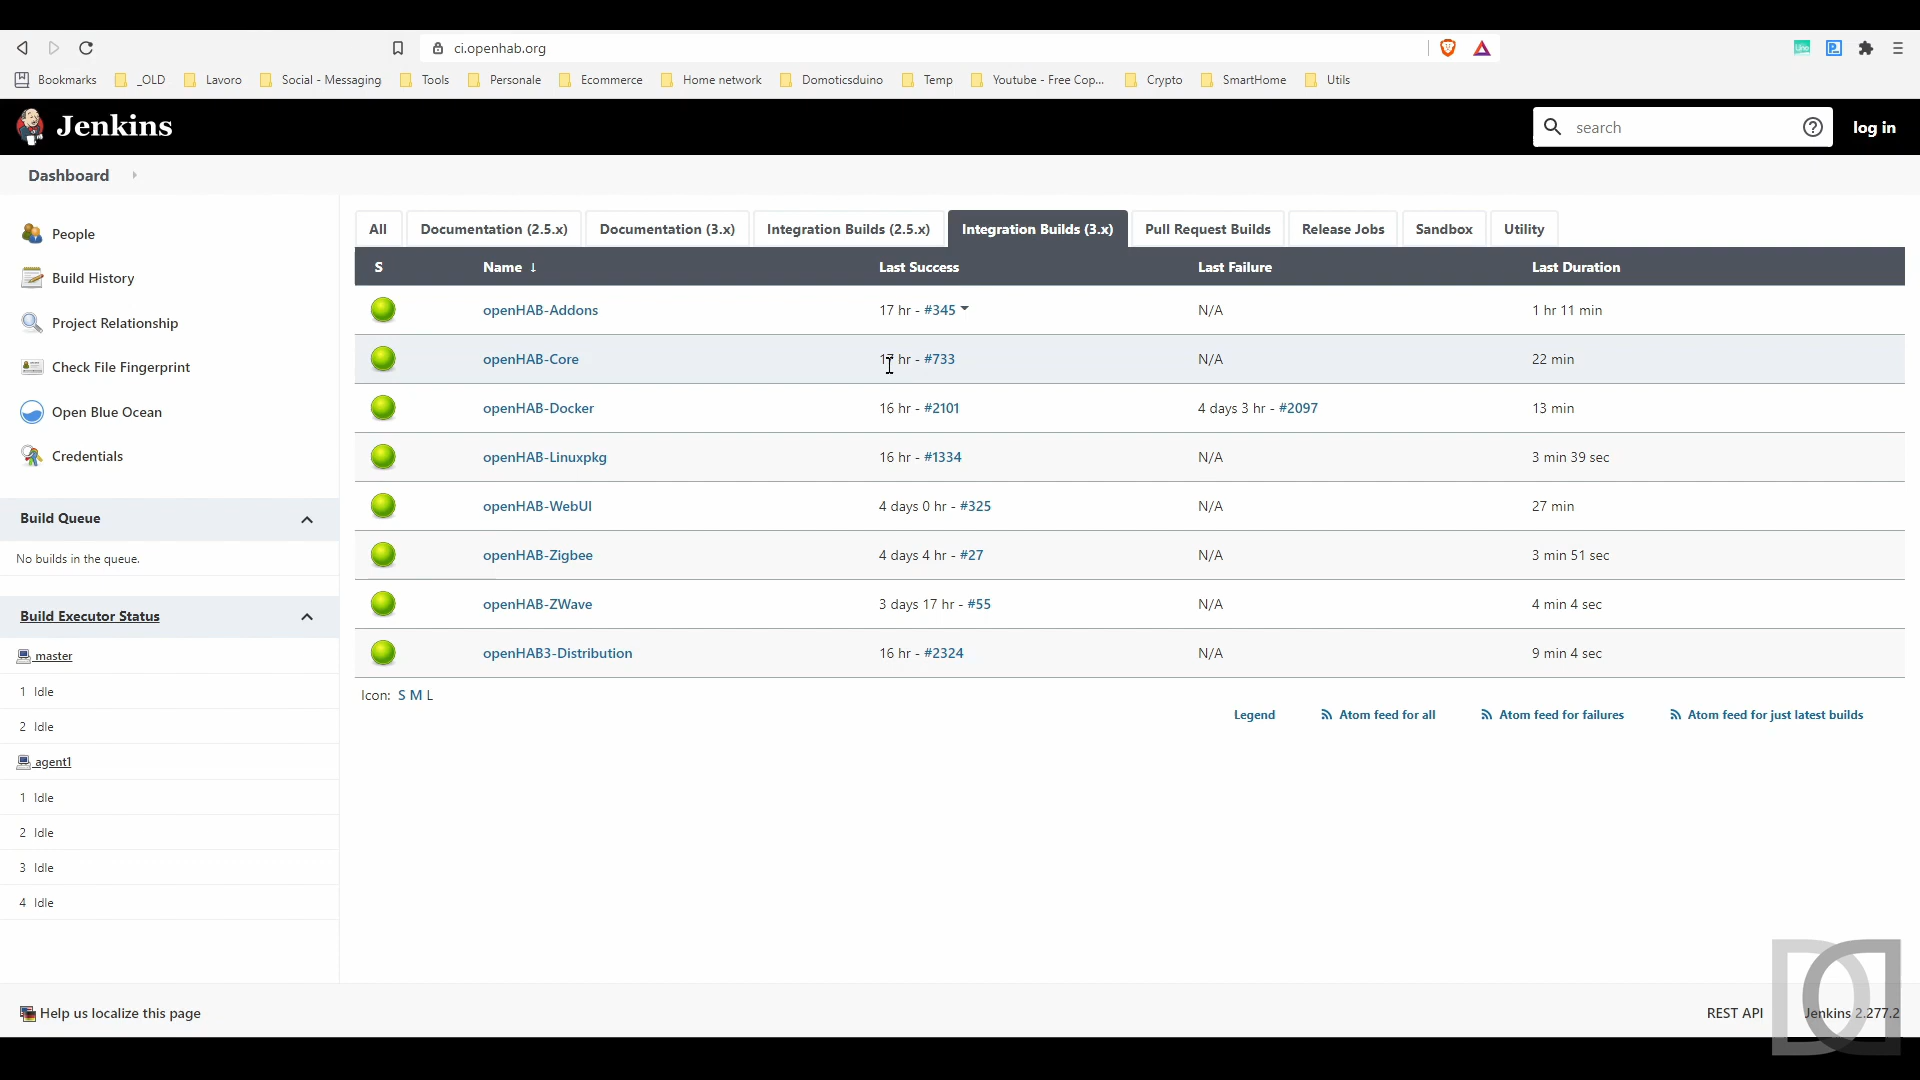 ci.openhab.org
Bookmarks _OLD Lavoro Social - Messaging Tools Personale Ecommerce Home network Domoticsduino Temp Youtube - Free Cop... Crypto SmartHome Utils
Jenkins
search
log in
Dashboard
People
Build History
Project Relationship
Check File Fingerprint
Open Blue Ocean
Credentials
Build Queue
No builds in the queue.
Build Executor Status
master
1 Idle
2 Idle
agent1
1 Idle
2 Idle
3 Idle
4 Idle
All Documentation (2.5.x) Documentation (3.x) Integration Builds (2.5.x) Integration Builds (3.x) Pull Request Builds Release Jobs Sandbox Utility
S Name ↓ Last Success Last Failure Last Duration
openHAB-Addons 17 hr - #345 N/A 1 hr 11 min
openHAB-Core 17 hr - #733 N/A 22 min
openHAB-Docker 16 hr - #2101 4 days 3 hr - #2097 13 min
openHAB-Linuxpkg 16 hr - #1334 N/A 3 min 39 sec
openHAB-WebUI 4 days 0 hr - #325 N/A 27 min
openHAB-Zigbee 4 days 4 hr - #27 N/A 3 min 51 sec
openHAB-ZWave 3 days 17 hr - #55 N/A 4 min 4 sec
openHAB3-Distribution 16 hr - #2324 N/A 9 min 4 sec
Icon: S M L
Legend Atom feed for all Atom feed for failures Atom feed for just latest builds
Help us localize this page
REST API Jenkins 2.277.2